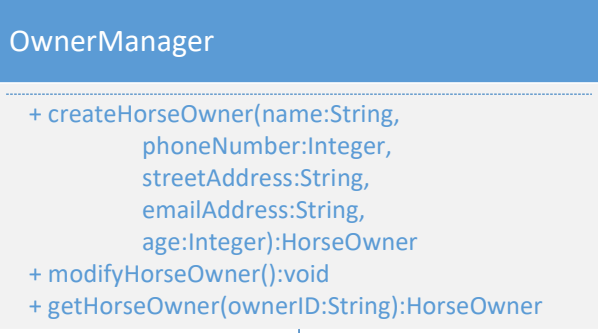 OwnerManager
+ createHorseOwner(name:String,
phoneNumber:Integer,
streetAddress:String,
emailAddress:String,
age:Integer):HorseOwner
+ modifyHorseOwner():void
+ getHorseOwner(ownerID:String):HorseOwner